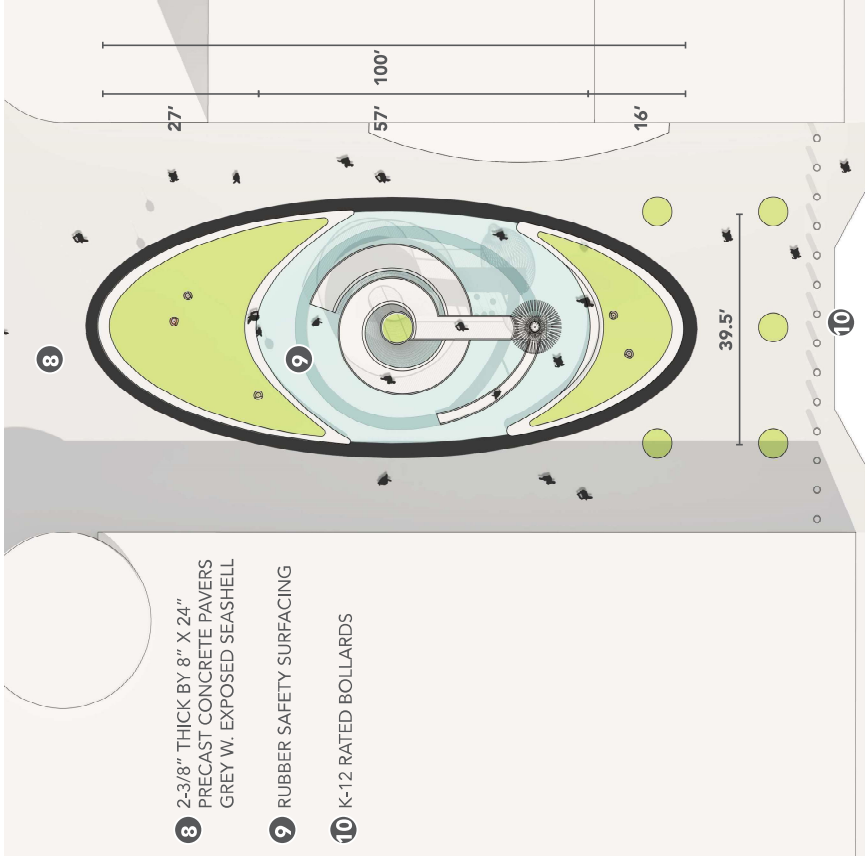 100’
27’
57’
16’
39.5’
8
9
10
8 2-3/8” THICK BY 8” X 24”
PRECAST CONCRETE PAVERS
GREY W. EXPOSED SEASHELL
9 RUBBER SAFETY SURFACING
10 K-12 RATED BOLLARDS